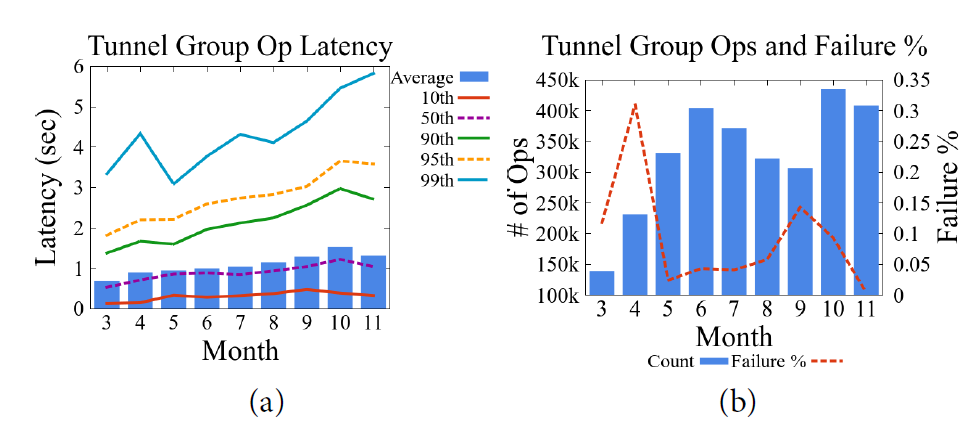 Tunnel Group Op Latency
6
5
4
3
2
1
0
Latency (sec)
3 4 5 6 7 8 9 10 11
Month
Average
10th
50th
90th
95th
99th
(a)
Tunnel Group Ops and Failure %
450k
400k
350k
300k
250k
200k
150k
100k
# of Ops
0.35
0.3
0.25
0.2
0.15
0.1
0.05
0
Failure %
3 4 5 6 7 8 9 10 11
Month
Count Failure %
(b)